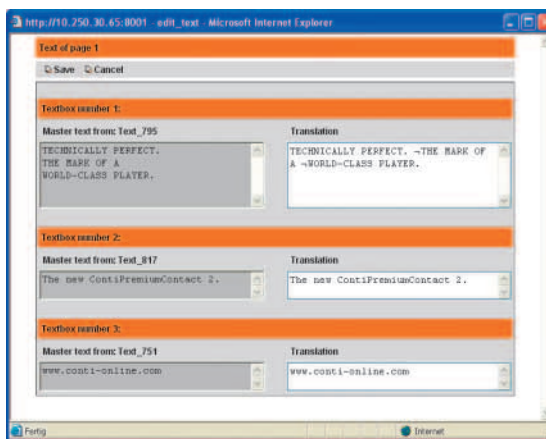 http://10.250.30.65:8001 - edit_text - Microsoft Internet Explorer
Text of page 1
Save Cancel
Textbox number 1:
Master text from: Text_795 Translation
TECHNICALLY PERFECT. TECHNICALLY PERFECT. ¬THE MARK OF
THE MARK OF A A ¬WORLD-CLASS PLAYER.
WORLD-CLASS PLAYER.
Textbox number 2:
Master text from: Text_817 Translation
The new ContiPremiumContact 2. The new ContiPremiumContact 2.
Textbox number 3:
Master text from: Text_751 Translation
www.conti-online.com www.conti-online.com
Fertig Internet